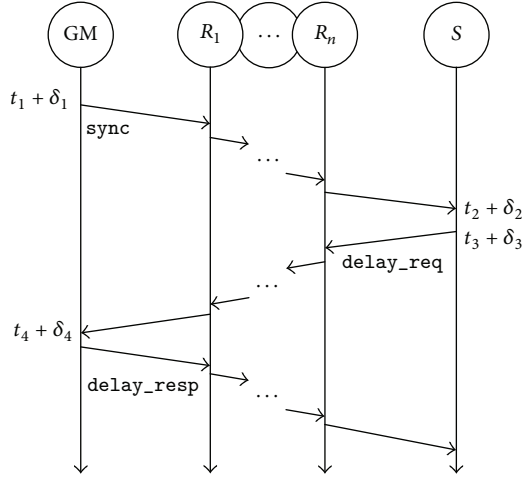 GM R₁ ... Rₙ S
t₁ + δ₁
sync
...
t₂ + δ₂
t₃ + δ₃
delay_req
...
t₄ + δ₄
delay_resp
...